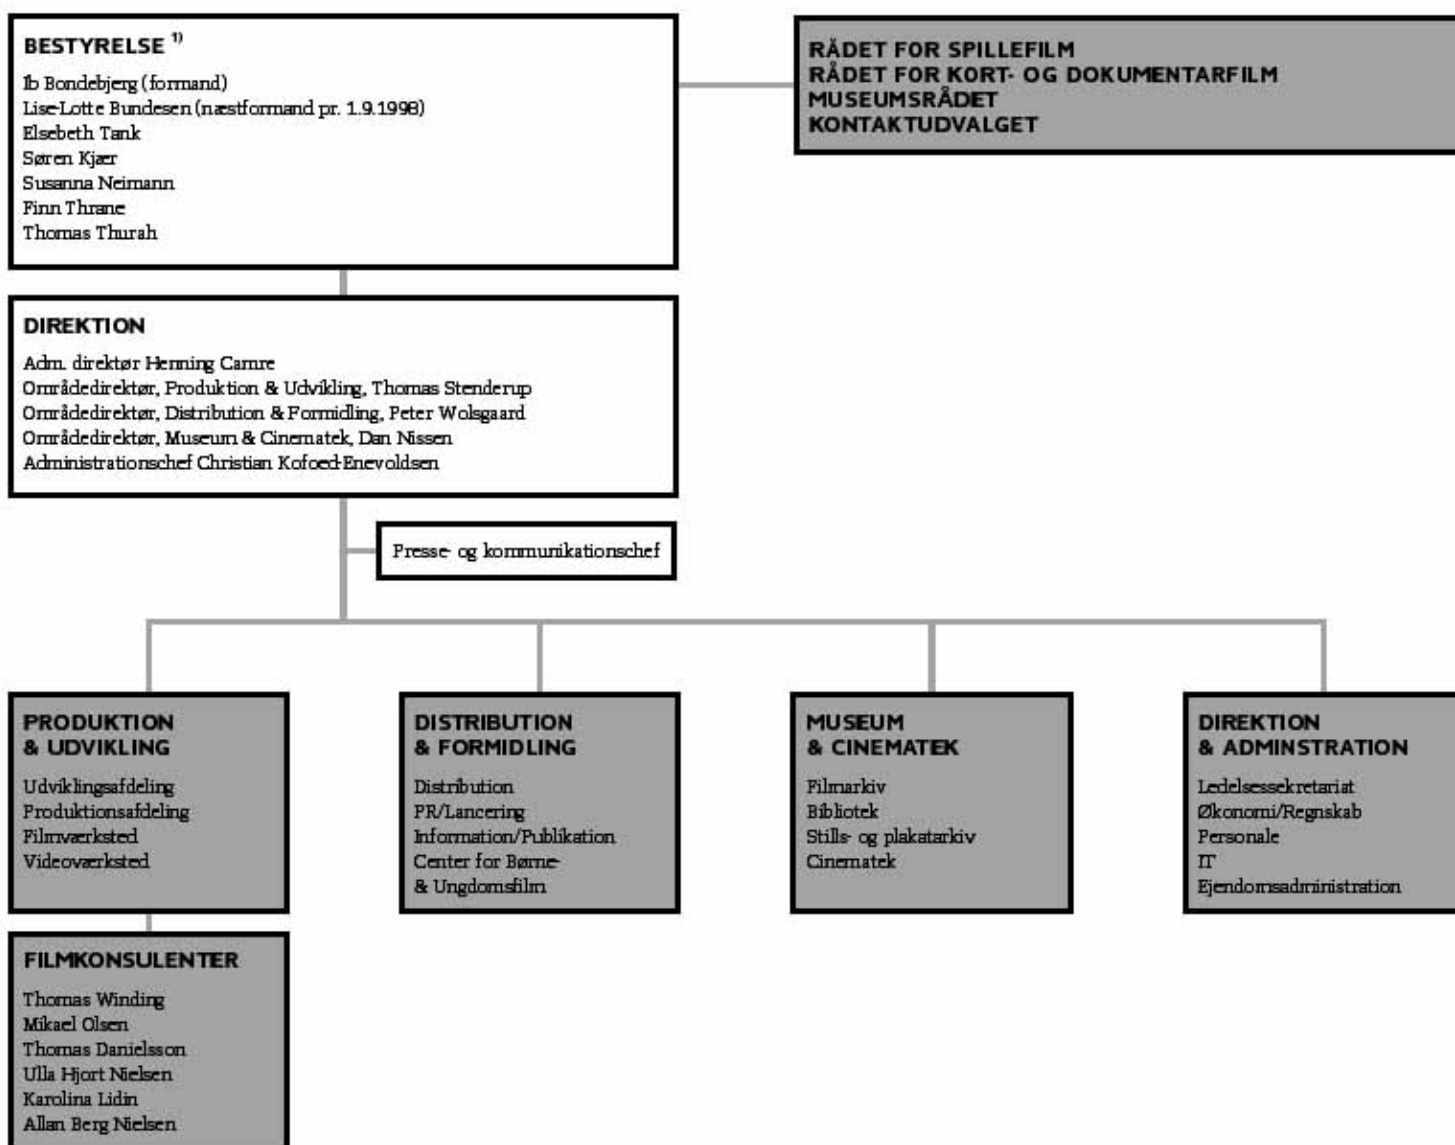 BESTYRELSE 1)
Ib Bondebjerg (formand)
Lise-Lotte Bundesen (næstformand pr. 1.9.1998)
Elsebeth Tank
Søren Kjær
Susanna Neimann
Finn Thrane
Thomas Thurah
RÅDET FOR SPILLEFILM
RÅDET FOR KORT- OG DOKUMENTARFILM
MUSEUMSRÅDET
KONTAKTUDVALGET
DIREKTION
Adm. direktør Henning Camre
Områdedirektør, Produktion & Udvikling, Thomas Stenderup
Områdedirektør, Distribution & Formidling, Peter Wolsgaard
Områdedirektør, Museum & Cinematek, Dan Nissen
Administrationschef Christian Kofoed-Enevoldsen
Presse- og kommunikationschef
PRODUKTION
& UDVIKLING
Udviklingsafdeling
Produktionsafdeling
Filmværksted
Videoværksted
DISTRIBUTION
& FORMIDLING
Distribution
PR/Lancering
Information/Publikation
Center for Børne-
& Ungdomsfilm
MUSEUM
& CINEMATEK
Filmarkiv
Bibliotek
Stills- og plakatarkiv
Cinematek
DIREKTION
& ADMINSTRATION
Ledelsessekretariat
Økonomi/Regnskab
Personale
IT
Ejendomsadministration
FILMKONSULENTER
Thomas Winding
Mikael Olsen
Thomas Danielsson
Ulla Hjort Nielsen
Karolina Lidin
Allan Berg Nielsen